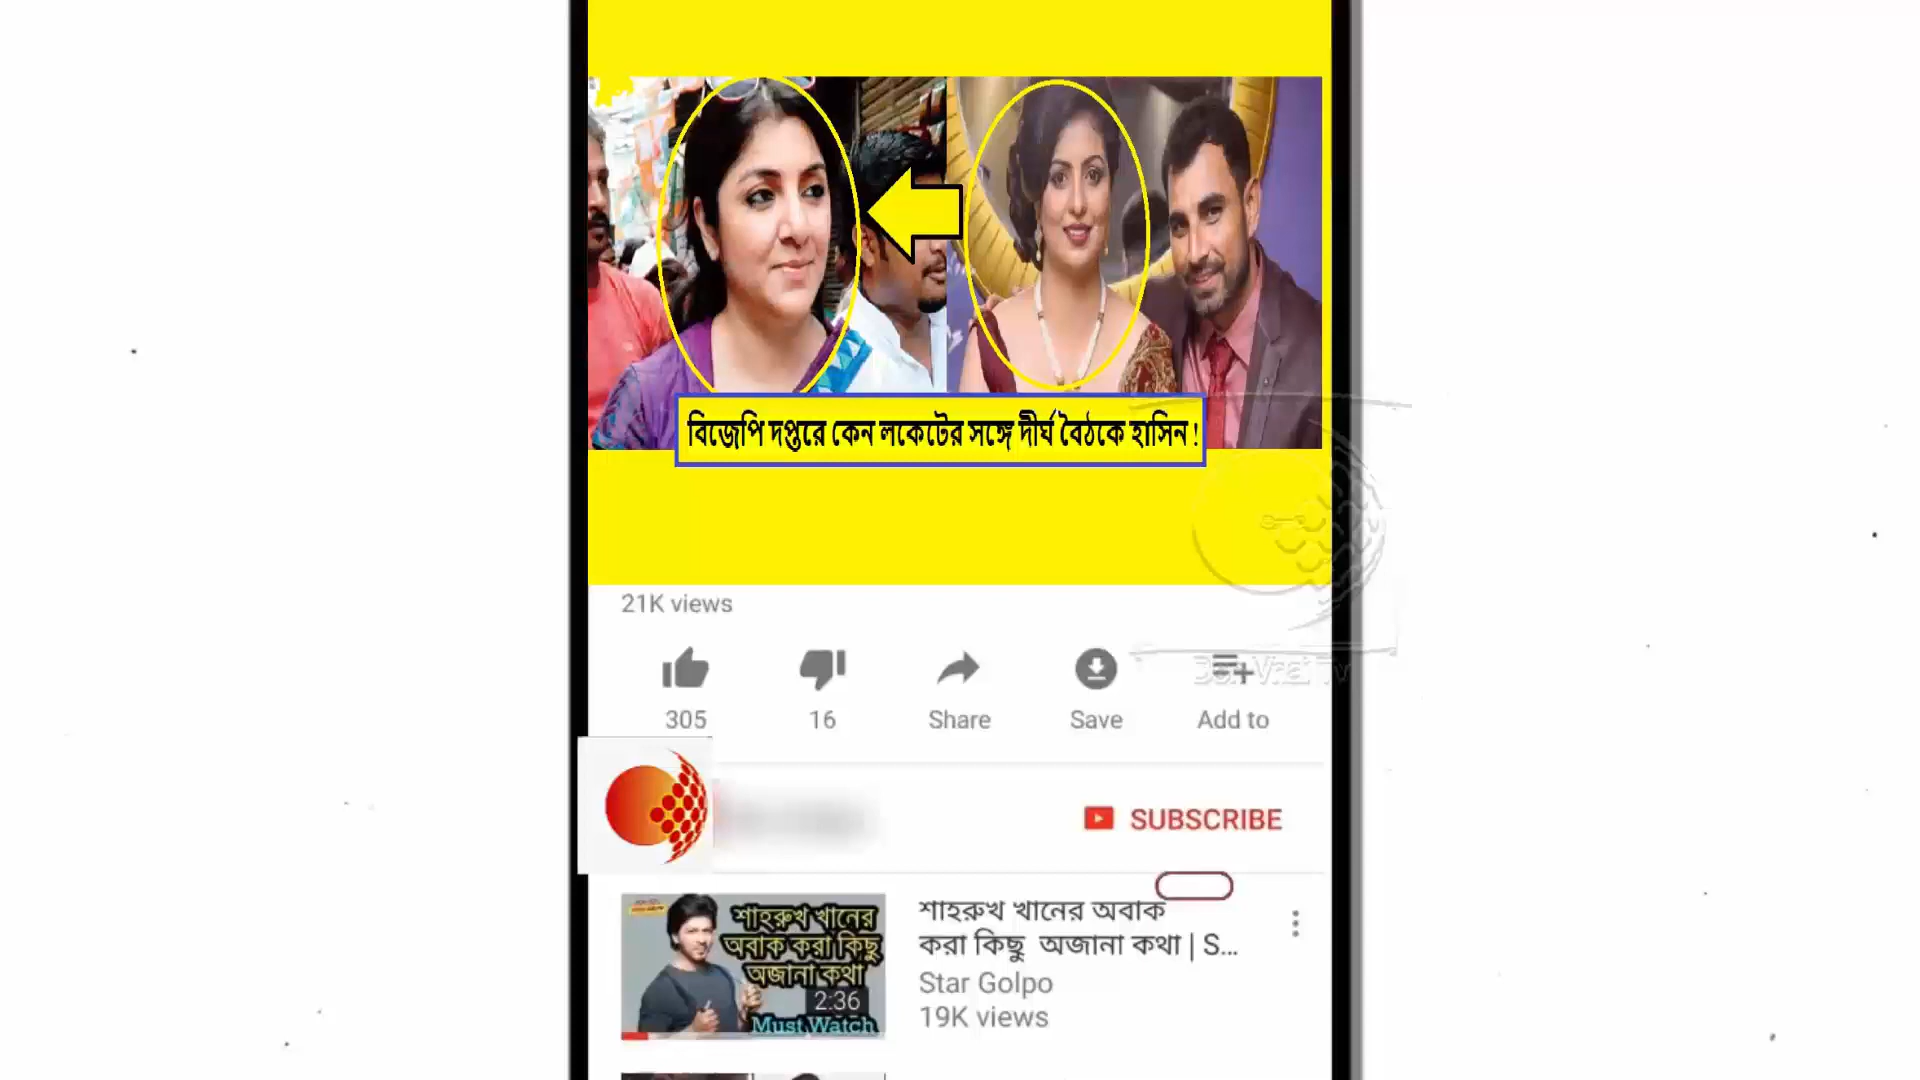 বিজেপি দপ্তরে কেন লকেটের সঙ্গে দীর্ঘ বৈঠকে হাসিন !
21K views
305
16
Share
Save
Add to
SUBSCRIBE
শাহরুখ খানের
অবাক করা কিছু
অজানা কথা
2:36
Must Watch
শাহরুখ খানের অবাক
করা কিছু অজানা কথা | S...
Star Golpo
19K views